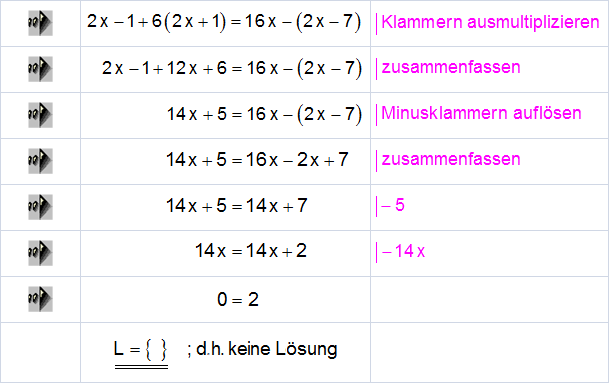 2x − 1 + 6(2x + 1) = 16x − (2x − 7) |Klammern ausmultiplizieren
2x − 1 + 12x + 6 = 16x − (2x − 7) |zusammenfassen
14x + 5 = 16x − (2x − 7) |Minusklammern auflösen
14x + 5 = 16x − 2x + 7 |zusammenfassen
14x + 5 = 14x + 7 |− 5
14x = 14x + 2 |− 14x
0 = 2
L = { } ; d.h. keine Lösung